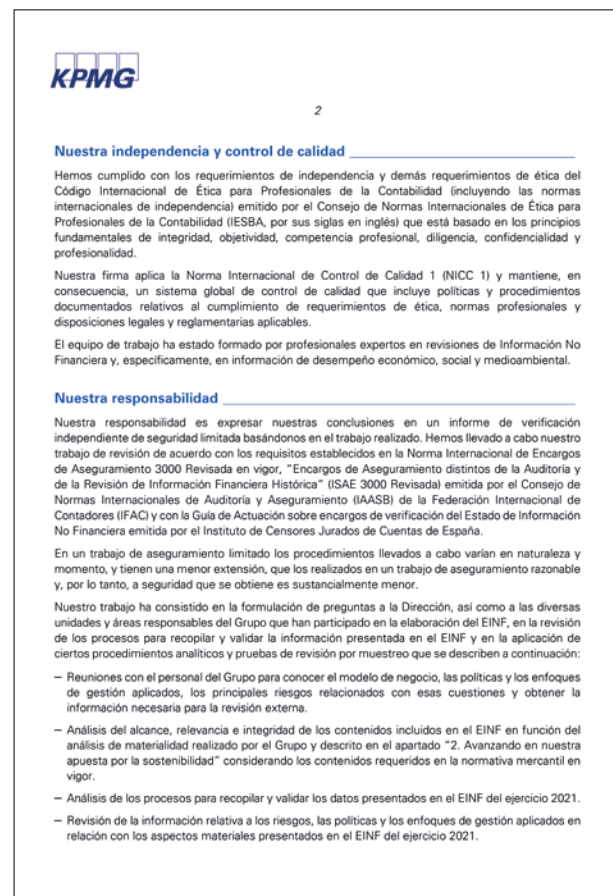 KPMG
2
Nuestra independencia y control de calidad
Hemos cumplido con los requerimientos de independencia y demás requerimientos de ética del
Código Internacional de Ética para Profesionales de la Contabilidad (incluyendo las normas
internacionales de independencia) emitido por el Consejo de Normas Internacionales de Ética para
Profesionales de la Contabilidad (IESBA, por sus siglas en inglés) que está basado en los principios
fundamentales de integridad, objetividad, competencia profesional, diligencia, confidencialidad y
profesionalidad.
Nuestra firma aplica la Norma Internacional de Control de Calidad 1 (NICC 1) y mantiene, en
consecuencia, un sistema global de control de calidad que incluye políticas y procedimientos
documentados relativos al cumplimiento de requerimientos de ética, normas profesionales y
disposiciones legales y reglamentarias aplicables.
El equipo de trabajo ha estado formado por profesionales expertos en revisiones de Información No
Financiera y, específicamente, en información de desempeño económico, social y medioambiental.
Nuestra responsabilidad
Nuestra responsabilidad es expresar nuestras conclusiones en un informe de verificación
independiente de seguridad limitada basándonos en el trabajo realizado. Hemos llevado a cabo nuestro
trabajo de revisión de acuerdo con los requisitos establecidos en la Norma Internacional de Encargos
de Aseguramiento 3000 Revisada en vigor, "Encargos de Aseguramiento distintos de la Auditoría y
de la Revisión de Información Financiera Histórica" (ISAE 3000 Revisada) emitida por el Consejo de
Normas Internacionales de Auditoría y Aseguramiento (IAASB) de la Federación Internacional de
Contadores (IFAC) y con la Guía de Actuación sobre encargos de verificación del Estado de Información
No Financiera emitida por el Instituto de Censores Jurados de Cuentas de España.
En un trabajo de aseguramiento limitado los procedimientos llevados a cabo varían en naturaleza y
momento, y tienen una menor extensión, que los realizados en un trabajo de aseguramiento razonable
y, por lo tanto, a seguridad que se obtiene es sustancialmente menor.
Nuestro trabajo ha consistido en la formulación de preguntas a la Dirección, así como a las diversas
unidades y áreas responsables del Grupo que han participado en la elaboración del EINF, en la revisión
de los procesos para recopilar y validar la información presentada en el EINF y en la aplicación de
ciertos procedimientos analíticos y pruebas de revisión por muestreo que se describen a continuación:
– Reuniones con el personal del Grupo para conocer el modelo de negocio, las políticas y los enfoques
de gestión aplicados, los principales riesgos relacionados con esas cuestiones y obtener la
información necesaria para la revisión externa.
– Análisis del alcance, relevancia e integridad de los contenidos incluidos en el EINF en función del
análisis de materialidad realizado por el Grupo y descrito en el apartado "2. Avanzando en nuestra
apuesta por la sostenibilidad" considerando los contenidos requeridos en la normativa mercantil en
vigor.
– Análisis de los procesos para recopilar y validar los datos presentados en el EINF del ejercicio 2021.
– Revisión de la información relativa a los riesgos, las políticas y los enfoques de gestión aplicados en
relación con los aspectos materiales presentados en el EINF del ejercicio 2021.